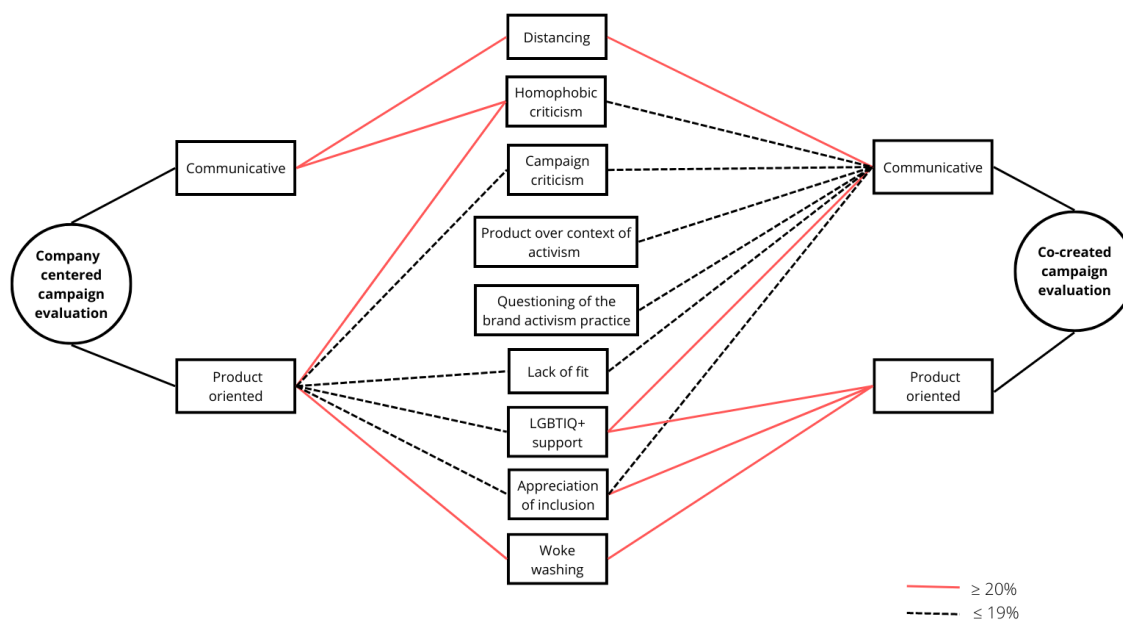 Distancing
Homophobic
criticism
Campaign
criticism
Communicative
Communicative
Product over context of
activism
Company
centered
campaign
evaluation
Co-created
campaign
evaluation
Questioning of the
brand activism practice
Lack of fit
Product
oriented
Product
oriented
LGBTIQ+
support
Appreciation
of inclusion
Woke
washing
≥ 20%
≤ 19%